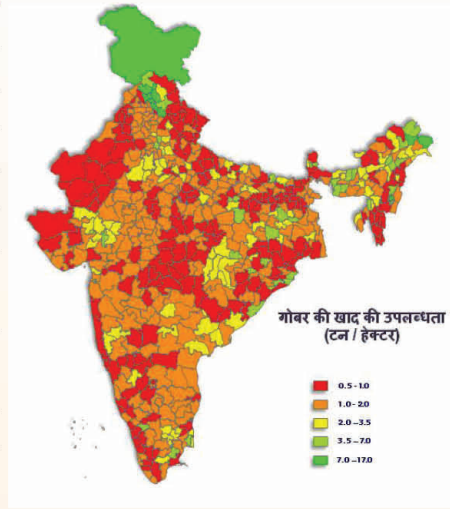 गोबर की खाद की उपलब्धता
(टन / हेक्टर)
0.5 - 1.0
1.0 - 2.0
2.0 – 3.5
3.5 – 7.0
7.0 – 17.0